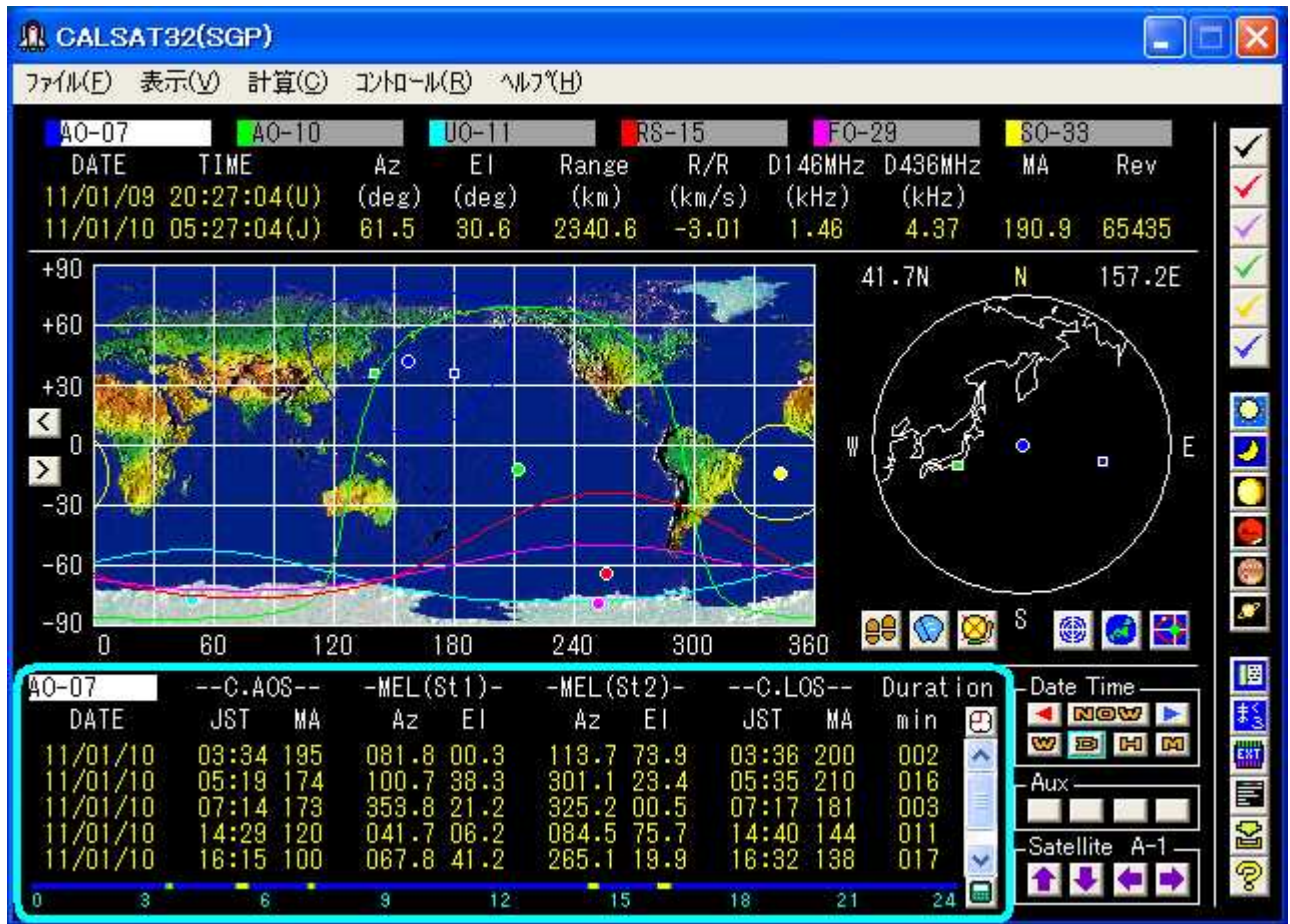 CALSAT32(SGP)
ファイル(F) 表示(V) 計算(C) コントロール(R) ヘルプ(H)
AO-07 AO-10 UO-11 RS-15 FO-29 SO-33
DATE TIME Az El Range R/R D146MHz D436MHz MA Rev
(deg) (deg) (km) (km/s) (kHz) (kHz)
11/01/09 20:27:04(U)
11/01/10 05:27:04(J) 61.5 30.6 2340.6 -3.01 1.46 4.37 190.9 65435
+90
+60
+30
0
-30
-60
-90
< >
0 60 120 180 240 300 360
41.7N N 157.2E
W E
S
AO-07 --C.AOS-- -MEL(St1)- -MEL(St2)- --C.LOS-- Duration
DATE JST MA Az El Az El JST MA min
11/01/10 03:34 195 081.8 00.3 113.7 73.9 03:36 200 002
11/01/10 05:19 174 100.7 38.3 301.1 23.4 05:35 210 016
11/01/10 07:14 173 353.8 21.2 325.2 00.5 07:17 181 003
11/01/10 14:29 120 041.7 06.2 084.5 75.7 14:40 144 011
11/01/10 16:15 100 067.8 41.2 265.1 19.9 16:32 138 017
0 3 6 9 12 15 18 21 24
Date Time
NOW
W D H M
Aux
Satellite A-1
まぐろ
EXT
?